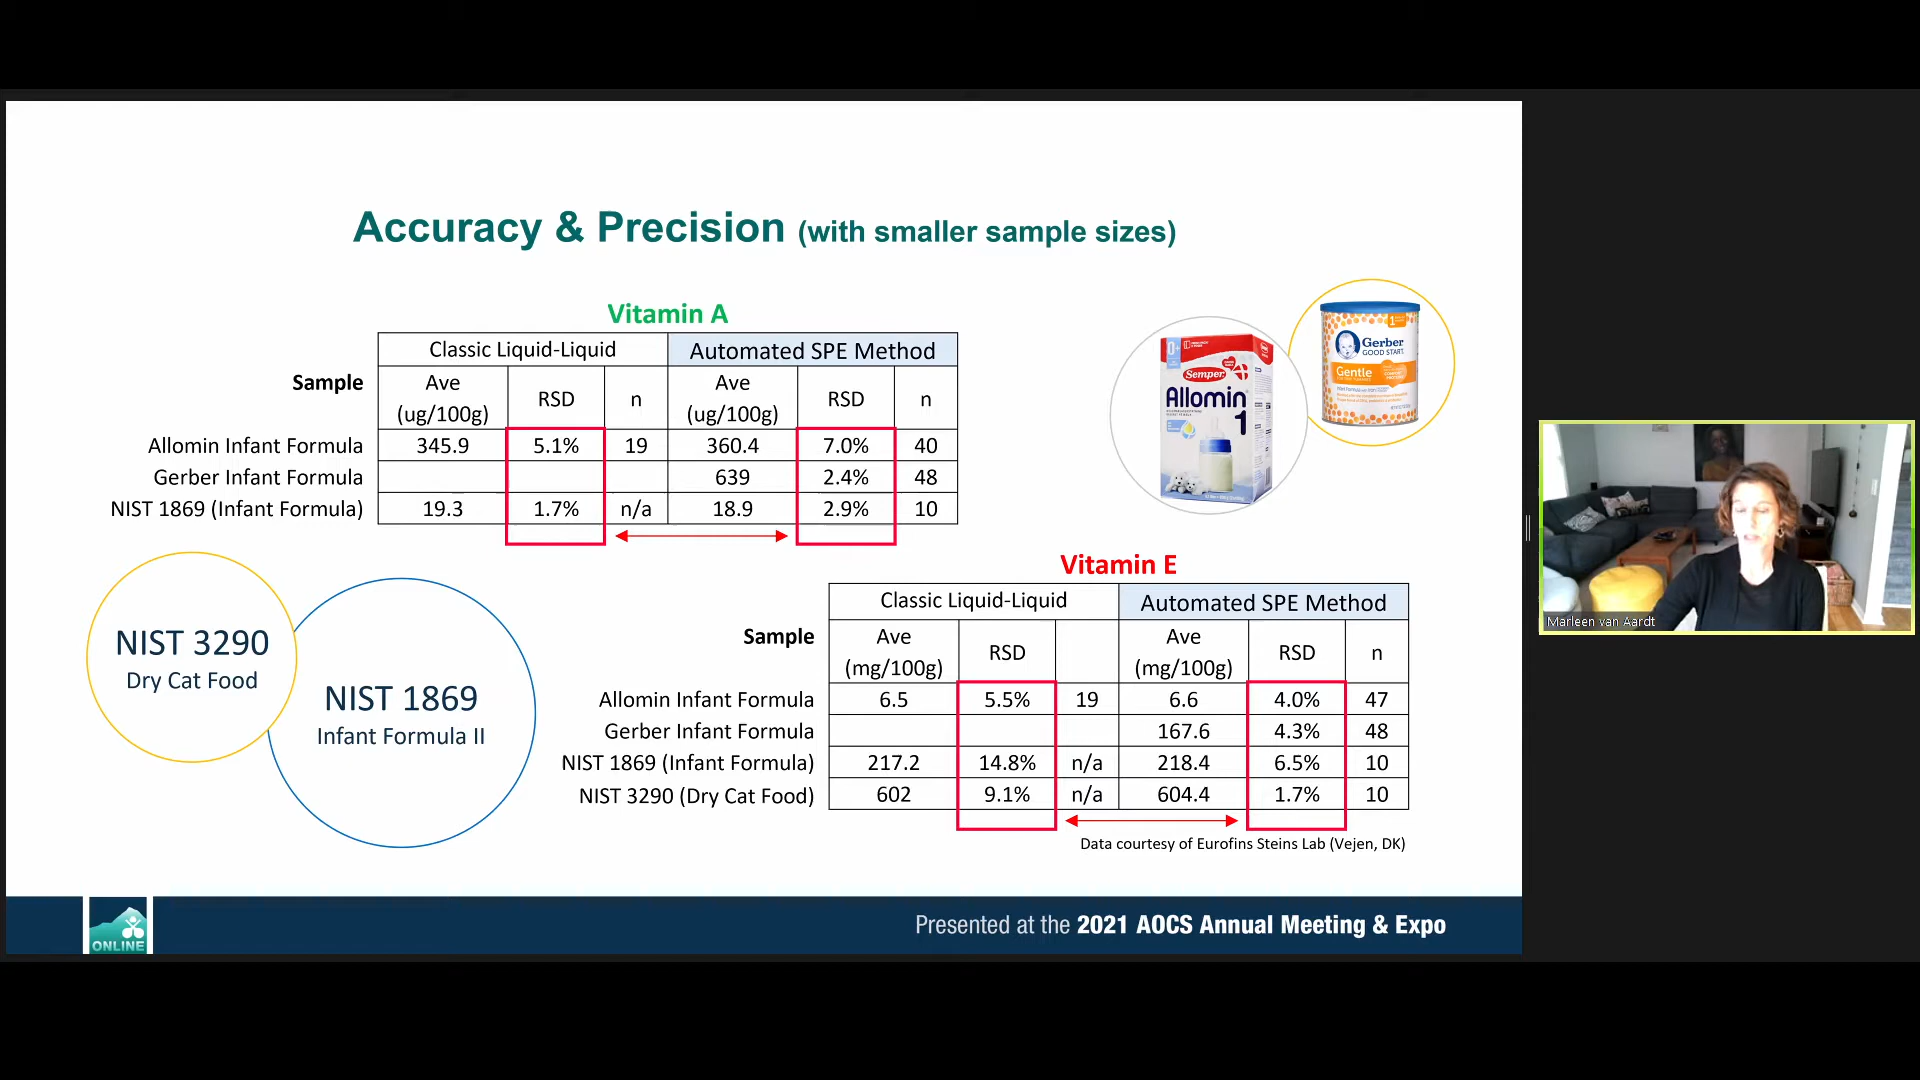 Accuracy & Precision (with smaller sample sizes)
Vitamin A
Classic Liquid-Liquid Automated SPE Method
Sample Ave (ug/100g) RSD n Ave (ug/100g) RSD n
Allomin Infant Formula 345.9 5.1% 19 360.4 7.0% 40
Gerber Infant Formula 639 2.4% 48
NIST 1869 (Infant Formula) 19.3 1.7% n/a 18.9 2.9% 10
Semper
Allomin
1
Gerber
GOOD START.
Gentle
NIST 3290
Dry Cat Food
NIST 1869
Infant Formula II
Vitamin E
Classic Liquid-Liquid Automated SPE Method
Sample Ave (mg/100g) RSD Ave (mg/100g) RSD n
Allomin Infant Formula 6.5 5.5% 19 6.6 4.0% 47
Gerber Infant Formula 167.6 4.3% 48
NIST 1869 (Infant Formula) 217.2 14.8% n/a 218.4 6.5% 10
NIST 3290 (Dry Cat Food) 602 9.1% n/a 604.4 1.7% 10
Data courtesy of Eurofins Steins Lab (Vejen, DK)
ONLINE
Presented at the 2021 AOCS Annual Meeting & Expo
Marleen van Aardt